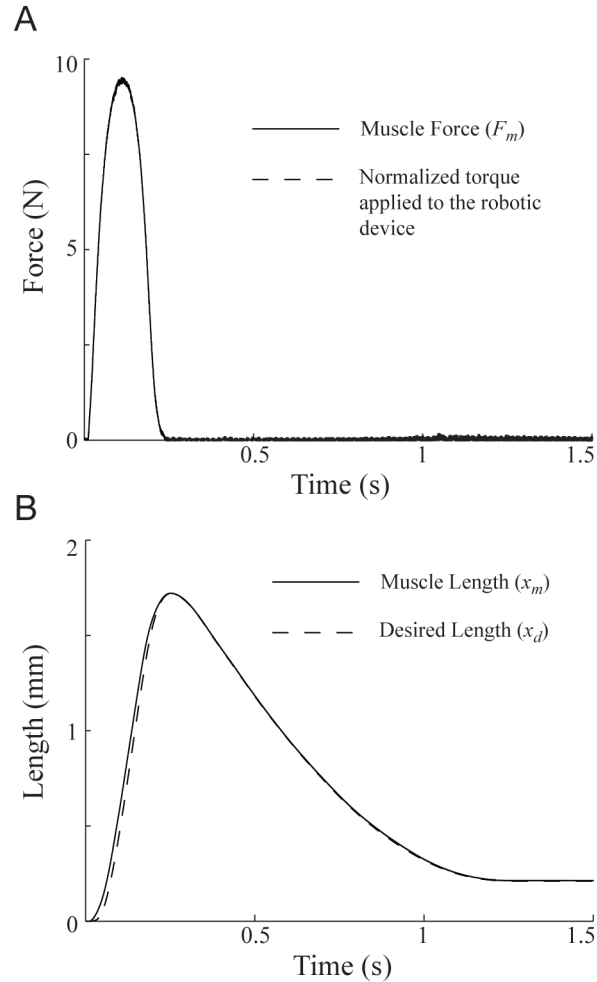 A
10
5
0
Force (N)
Muscle Force (Fm)
Normalized torque
applied to the robotic
device
0.5
1
1.5
Time (s)
B
2
1
0
Length (mm)
Muscle Length (xm)
Desired Length (xd)
0.5
1
1.5
Time (s)